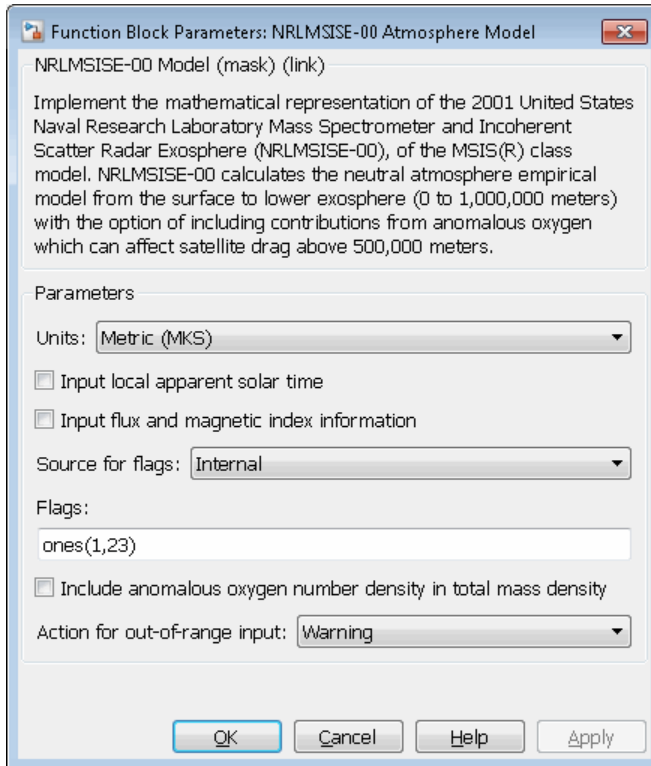 Function Block Parameters: NRLMSISE-00 Atmosphere Model
NRLMSISE-00 Model (mask) (link)
Implement the mathematical representation of the 2001 United States
Naval Research Laboratory Mass Spectrometer and Incoherent
Scatter Radar Exosphere (NRLMSISE-00), of the MSIS(R) class
model. NRLMSISE-00 calculates the neutral atmosphere empirical
model from the surface to lower exosphere (0 to 1,000,000 meters)
with the option of including contributions from anomalous oxygen
which can affect satellite drag above 500,000 meters.
Parameters
Units: Metric (MKS)
Input local apparent solar time
Input flux and magnetic index information
Source for flags: Internal
Flags:
ones(1,23)
Include anomalous oxygen number density in total mass density
Action for out-of-range input: Warning
OK Cancel Help Apply